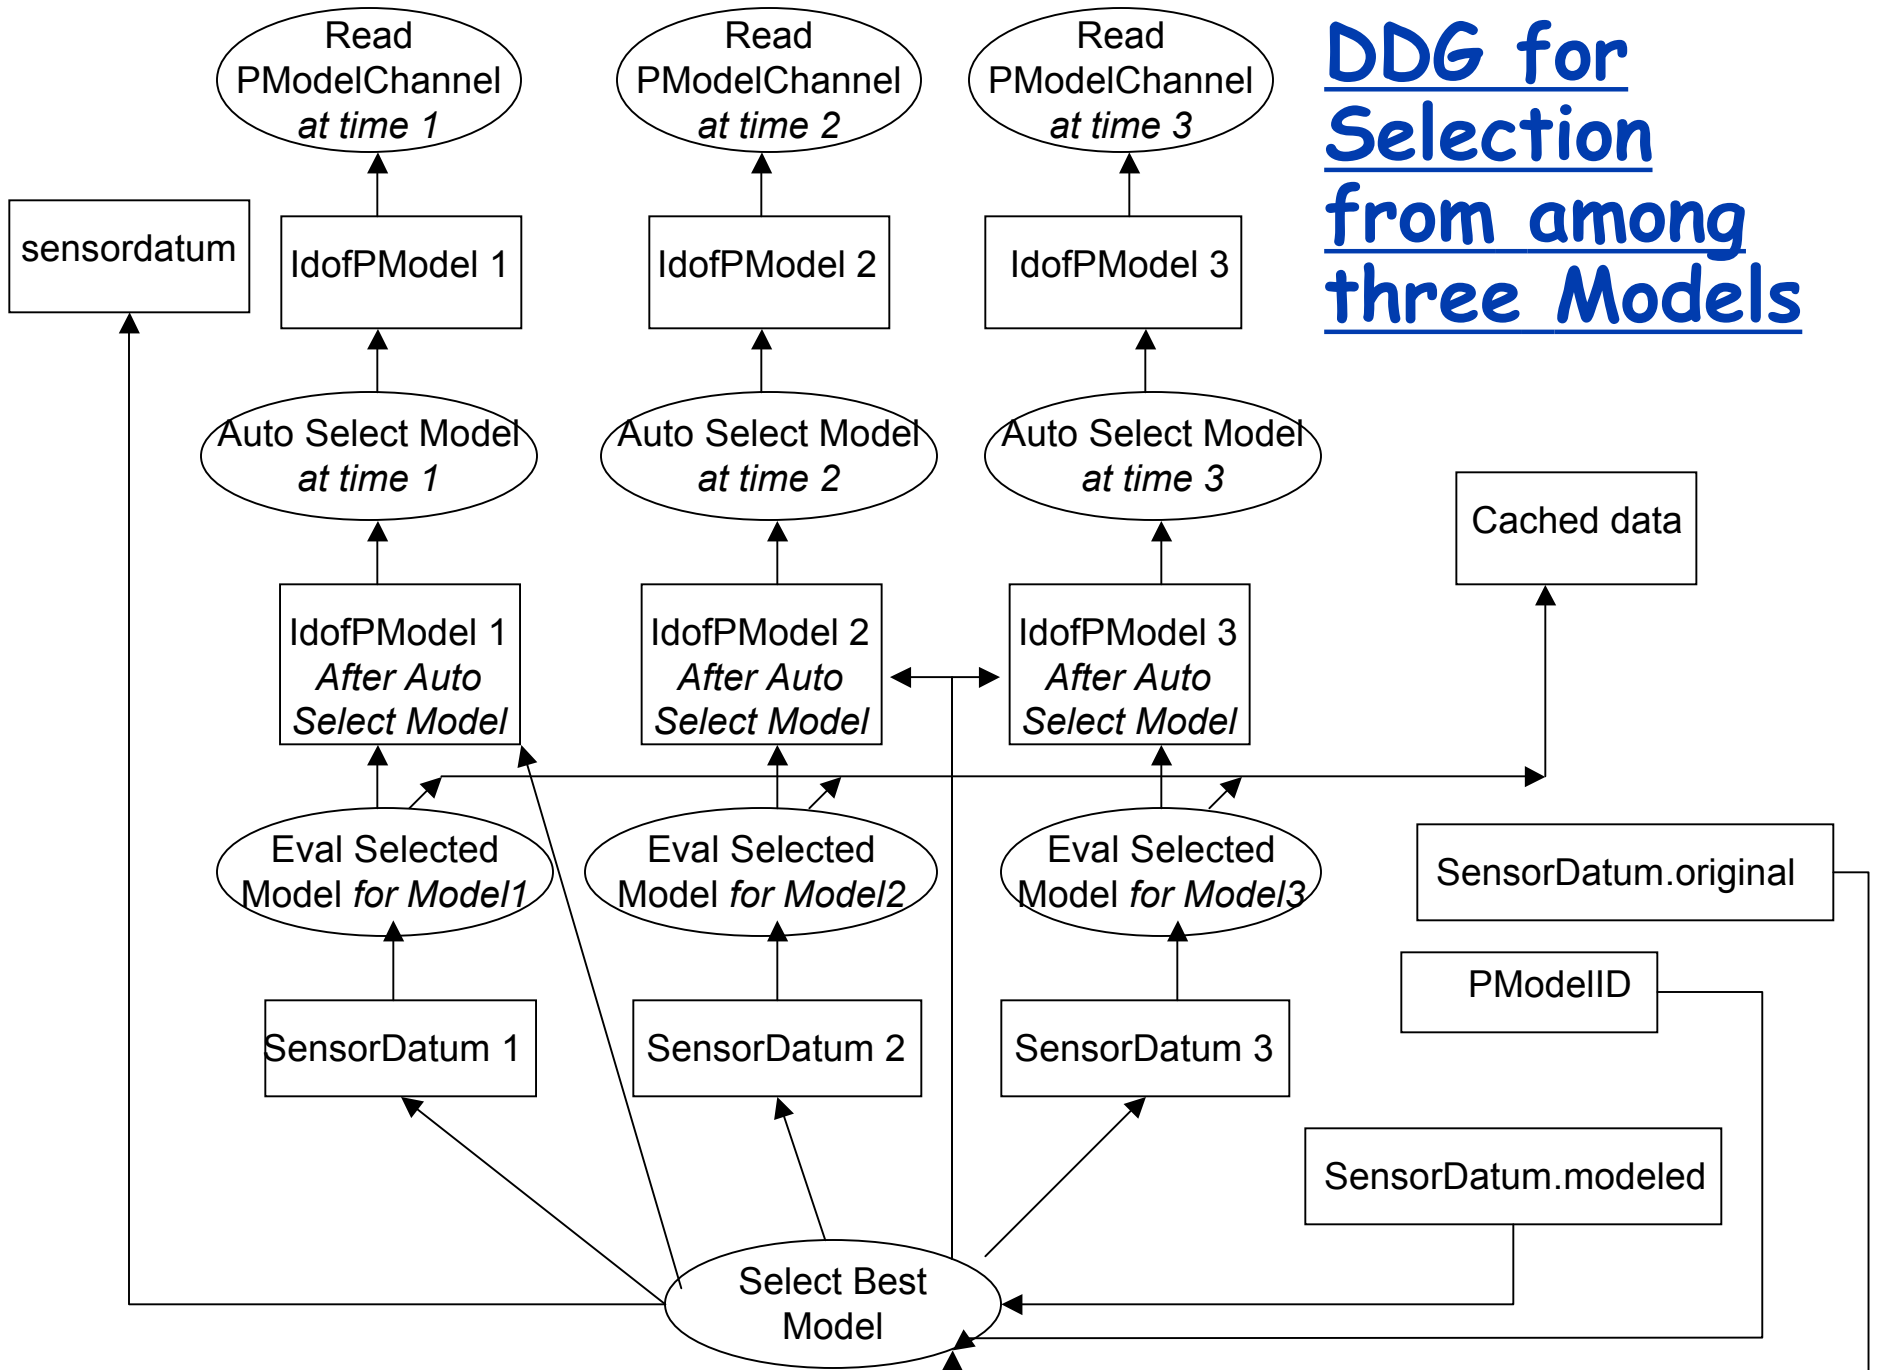 DDG for
Selection
from among
three Models
Read
PModelChannel
at time 1
Read
PModelChannel
at time 2
Read
PModelChannel
at time 3
sensordatum
IdofPModel 1
IdofPModel 2
IdofPModel 3
Auto Select Model
at time 1
Auto Select Model
at time 2
Auto Select Model
at time 3
Cached data
IdofPModel 1
After Auto
Select Model
IdofPModel 2
After Auto
Select Model
IdofPModel 3
After Auto
Select Model
Eval Selected
Model for Model1
Eval Selected
Model for Model2
Eval Selected
Model for Model3
SensorDatum.original
PModelID
SensorDatum 1
SensorDatum 2
SensorDatum 3
SensorDatum.modeled
Select Best
Model